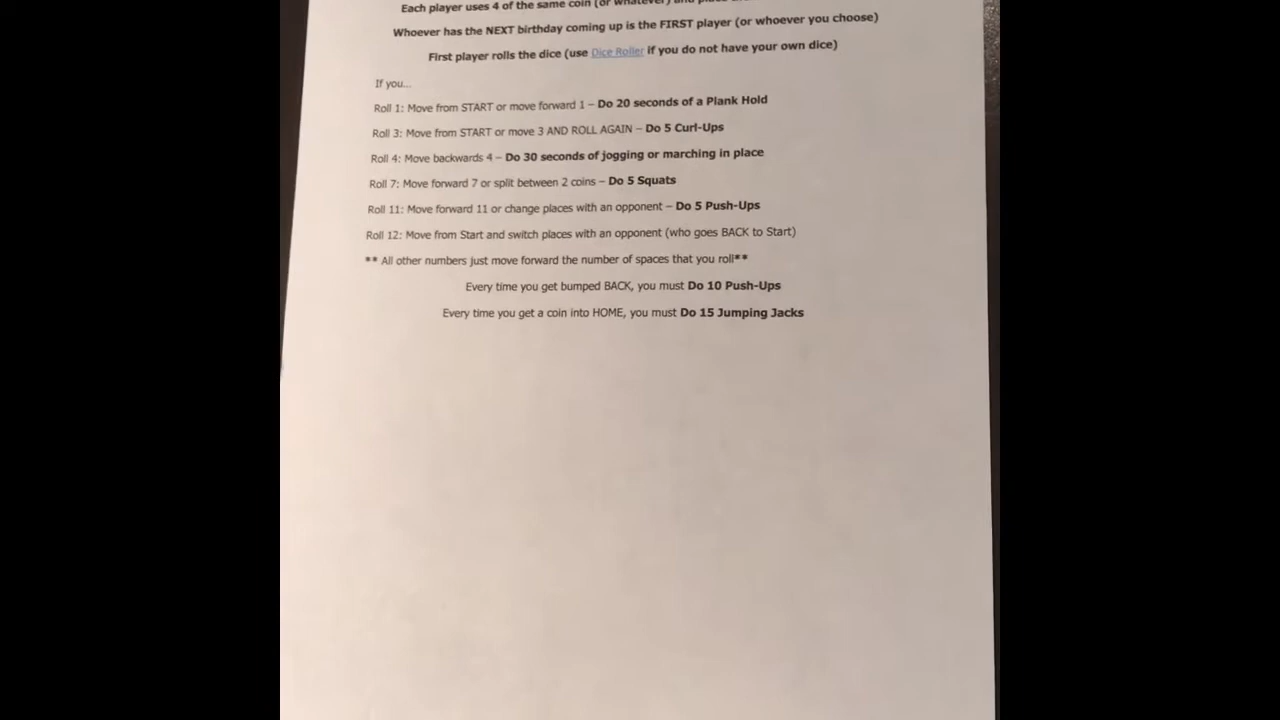 Each player uses 4 of the same coin (or whatever) and
Whoever has the NEXT birthday coming up is the FIRST player (or whoever you choose)
First player rolls the dice (use Dice Roller if you do not have your own dice)
If you...
Roll 1: Move from START or move forward 1 – Do 20 seconds of a Plank Hold
Roll 3: Move from START or move 3 AND ROLL AGAIN – Do 5 Curl-Ups
Roll 4: Move backwards 4 – Do 30 seconds of jogging or marching in place
Roll 7: Move forward 7 or split between 2 coins – Do 5 Squats
Roll 11: Move forward 11 or change places with an opponent – Do 5 Push-Ups
Roll 12: Move from Start and switch places with an opponent (who goes BACK to Start)
** All other numbers just move forward the number of spaces that you roll**
Every time you get bumped BACK, you must Do 10 Push-Ups
Every time you get a coin into HOME, you must Do 15 Jumping Jacks